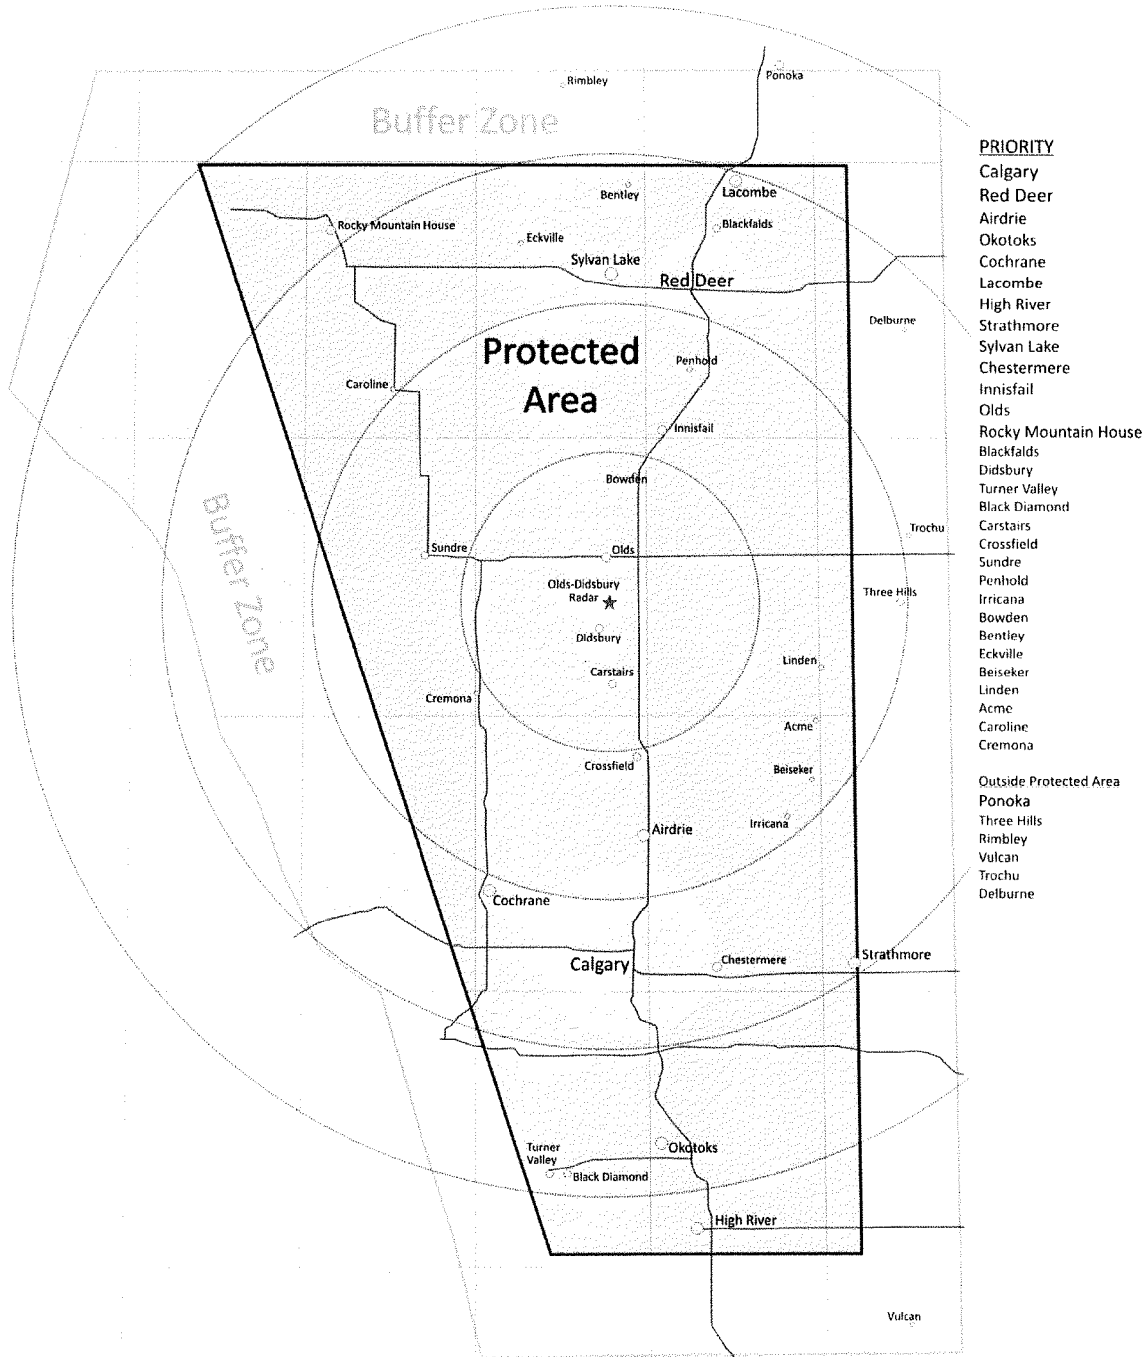 Rimbley
Ponoka
Buffer Zone
Bentley
Lacombe
Rocky Mountain House
Eckville
Blackfalds
Sylvan Lake
Red Deer
Delburne
Protected
Area
Penhold
Caroline
Innisfail
Bowden
Buffer Zone
Trochu
Sundre
Olds
Olds-Didsbury
Radar
Three Hills
Didsbury
Linden
Carstairs
Cremona
Acme
Crossfield
Beiseker
Irricana
Airdrie
Cochrane
Calgary
Chestermere
Strathmore
Turner
Valley
Okotoks
Black Diamond
High River
Vulcan
PRIORITY
Calgary
Red Deer
Airdrie
Okotoks
Cochrane
Lacombe
High River
Strathmore
Sylvan Lake
Chestermere
Innisfail
Olds
Rocky Mountain House
Blackfalds
Didsbury
Turner Valley
Black Diamond
Carstairs
Crossfield
Sundre
Penhold
Irricana
Bowden
Bentley
Eckville
Beiseker
Linden
Acme
Caroline
Cremona
Outside Protected Area
Ponoka
Three Hills
Rimbley
Vulcan
Trochu
Delburne